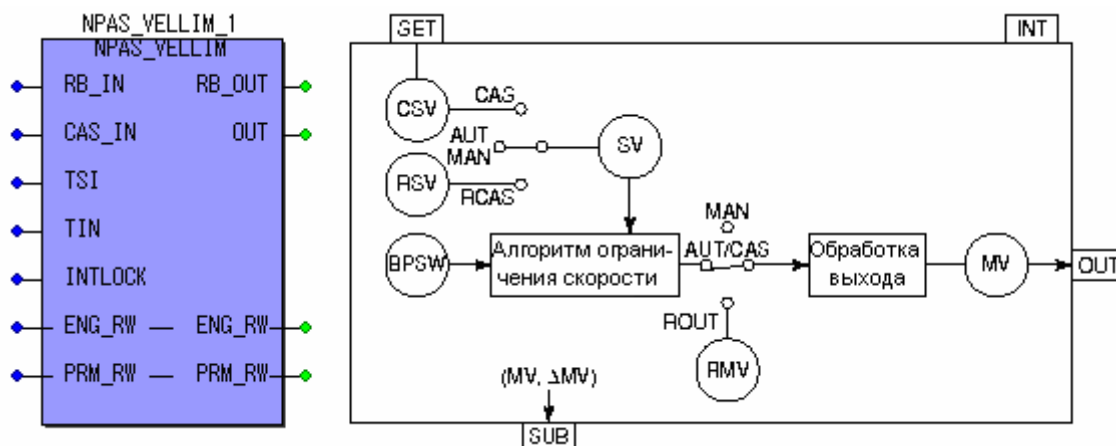 NPAS_VELLIM_1
NPAS_VELLIM
RB_IN RB_OUT
CAS_IN OUT
TSI
TIN
INTLOCK
ENG_RW — ENG_RW
PRM_RW — PRM_RW
GET
INT
CSV
CAS
AUT
MAN
SV
RSV
RCAS
MAN
BPSW
Алгоритм ограни-
чения скорости
AUT/CAS
Обработка
выхода
MV
OUT
ROUT
RMV
(MV, ΔMV)
SUB